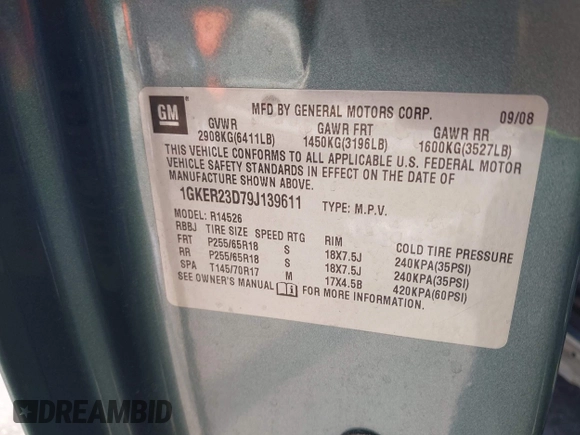 GM
MFD BY GENERAL MOTORS CORP. 09/08
GVWR GAWR FRT GAWR RR
2908KG(6411LB) 1450KG(3196LB) 1600KG(3527LB)
THIS VEHICLE CONFORMS TO ALL APPLICABLE U.S. FEDERAL MOTOR
VEHICLE SAFETY STANDARDS IN EFFECT ON THE DATE OF
MANUFACTURE SHOWN ABOVE.
1GKER23D79J139611 TYPE: M.P.V.
MODEL: R14526
RBBJ TIRE SIZE SPEED RTG RIM COLD TIRE PRESSURE
FRT P255/65R18 S 18X7.5J 240KPA(35PSI)
RR P255/65R18 S 18X7.5J 240KPA(35PSI)
SPA T145/70R17 M 17X4.5B 420KPA(60PSI)
SEE OWNER'S MANUAL i FOR MORE INFORMATION.
DREAMBID